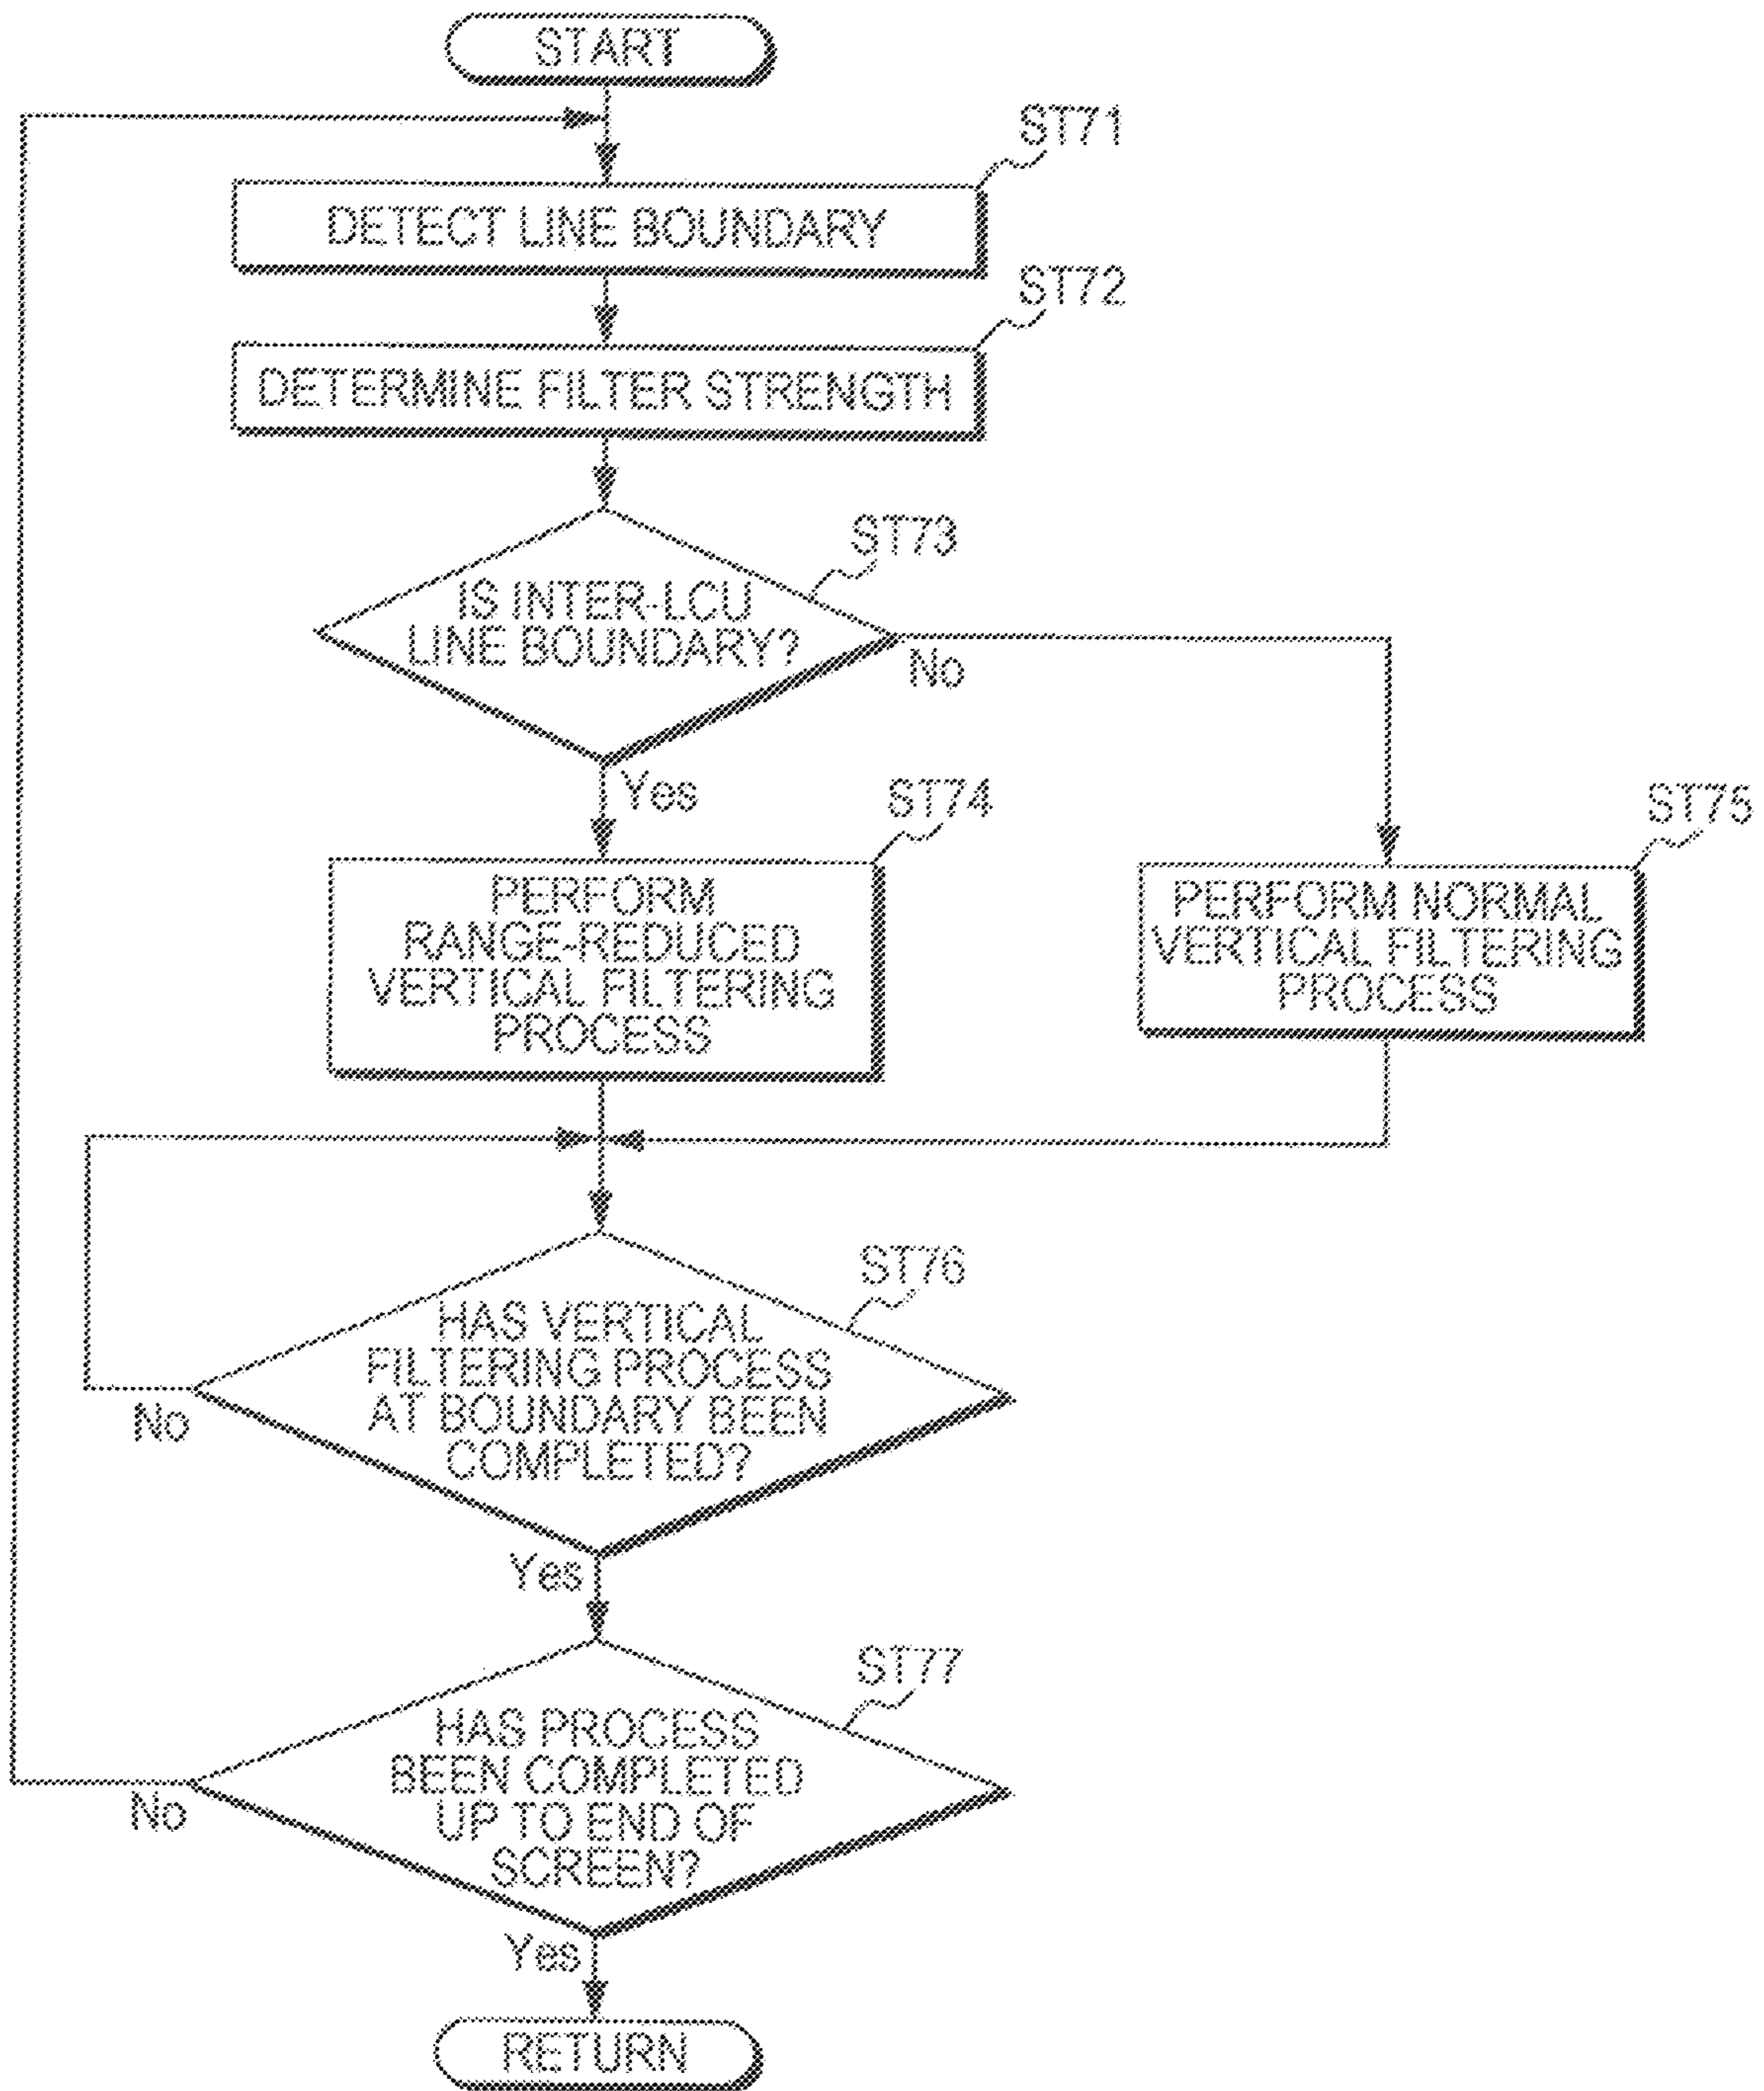 START
ST71
DETECT LINE BOUNDARY
ST72
DETERMINE FILTER STRENGTH
ST73
IS INTER-LCU
LINE BOUNDARY?
No
Yes
ST74
PERFORM
RANGE-REDUCED
VERTICAL FILTERING
PROCESS
ST75
PERFORM NORMAL
VERTICAL FILTERING
PROCESS
ST76
HAS VERTICAL
FILTERING PROCESS
AT BOUNDARY BEEN
COMPLETED?
No
Yes
ST77
HAS PROCESS
BEEN COMPLETED
UP TO END OF
SCREEN?
No
Yes
RETURN